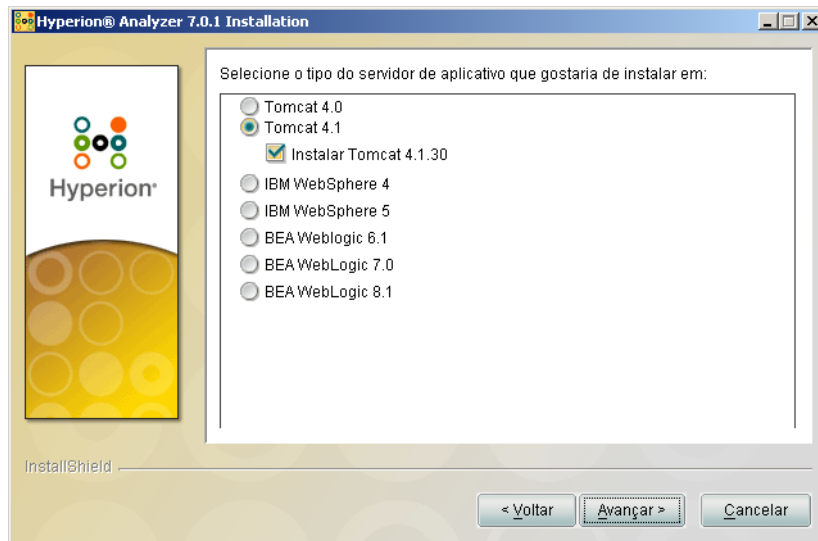 Hyperion® Analyzer 7.0.1 Installation
Selecione o tipo do servidor de aplicativo que gostaria de instalar em:
Tomcat 4.0
Tomcat 4.1
Instalar Tomcat 4.1.30
IBM WebSphere 4
IBM WebSphere 5
BEA Weblogic 6.1
BEA WebLogic 7.0
BEA WebLogic 8.1
Hyperion®
InstallShield
< Voltar
Avançar >
Cancelar